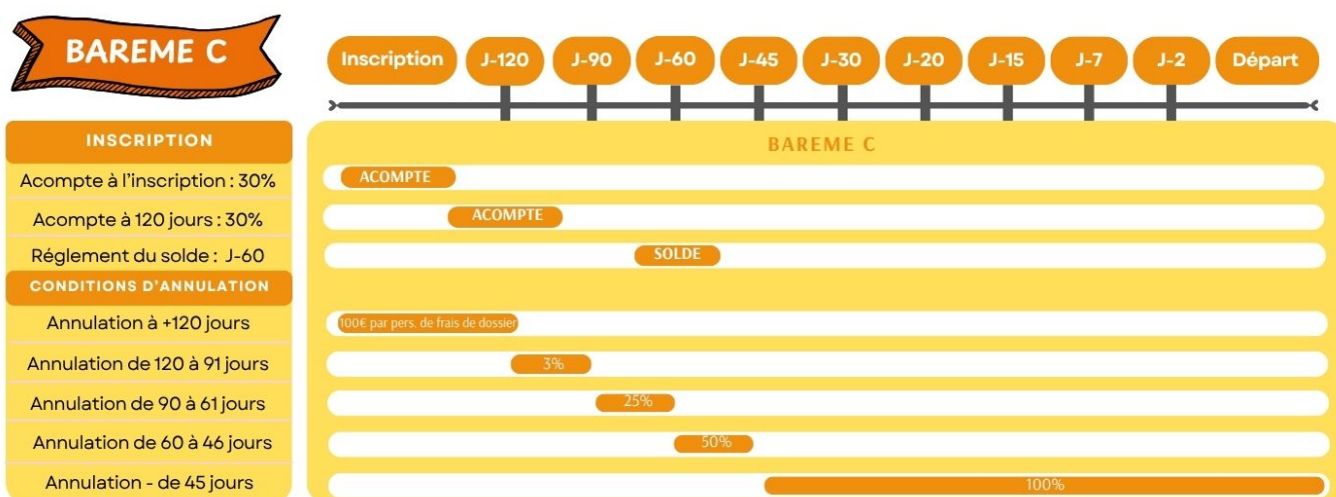 BAREME C
Inscription J-120 J-90 J-60 J-45 J-30 J-20 J-15 J-7 J-2 Départ
INSCRIPTION
BAREME C
Acompte à l'inscription : 30%
ACOMPTE
Acompte à 120 jours : 30%
ACOMPTE
Réglement du solde : J-60
SOLDE
CONDITIONS D'ANNULATION
Annulation à +120 jours
100€ par pers. de frais de dossier
Annulation de 120 à 91 jours
3%
Annulation de 90 à 61 jours
25%
Annulation de 60 à 46 jours
50%
Annulation - de 45 jours
100%